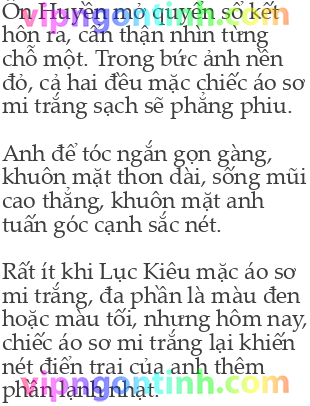 Ôn Huyền mở quyển sổ kết
hôn ra, cẩn thận nhìn từng
chỗ một. Trong bức ảnh nền
đỏ, cả hai đều mặc chiếc áo sơ
mi trắng sạch sẽ phẳng phiu.
Anh để tóc ngắn gọn gàng,
khuôn mặt thon dài, sống mũi
cao thẳng, khuôn mặt anh
tuấn góc cạnh sắc nét.
Rất ít khi Lục Kiêu mặc áo sơ
mi trắng, đa phần là màu đen
hoặc màu tối, nhưng hôm nay,
chiếc áo sơ mi trắng lại khiến
nét điển trai của anh thêm
phần lạnh nhạt.
vipngontinh.com
vipngontinh.com